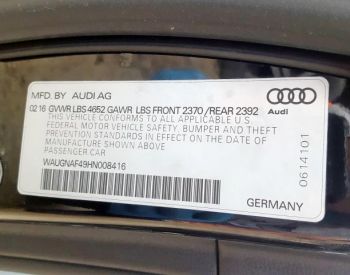 MFD. BY AUDI AG
0216 GVWR LBS 4652 GAWR LBS FRONT 2370 /REAR 2392
THIS VEHICLE CONFORMS TO ALL APPLICABLE U.S.
FEDERAL MOTOR VEHICLE SAFETY, BUMPER AND THEFT
PREVENTION STANDARDS IN EFFECT ON THE DATE OF
MANUFACTURE SHOWN ABOVE
PASSENGER CAR
WAUGNAF49HN008416
GERMANY
Audi
0614101